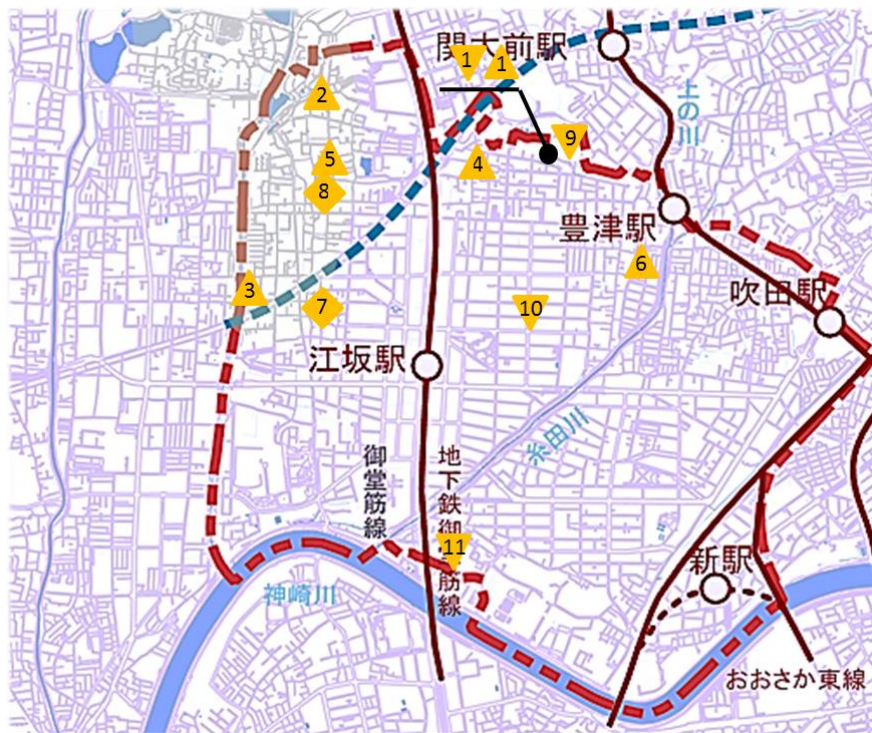 関大前駅
1
1
2
上の川
9
5
4
8
豊津駅
6
3
吹田駅
7
10
江坂駅
糸田川
御堂筋線
地下鉄御堂筋線
11
新駅
神崎川
おおさか東線